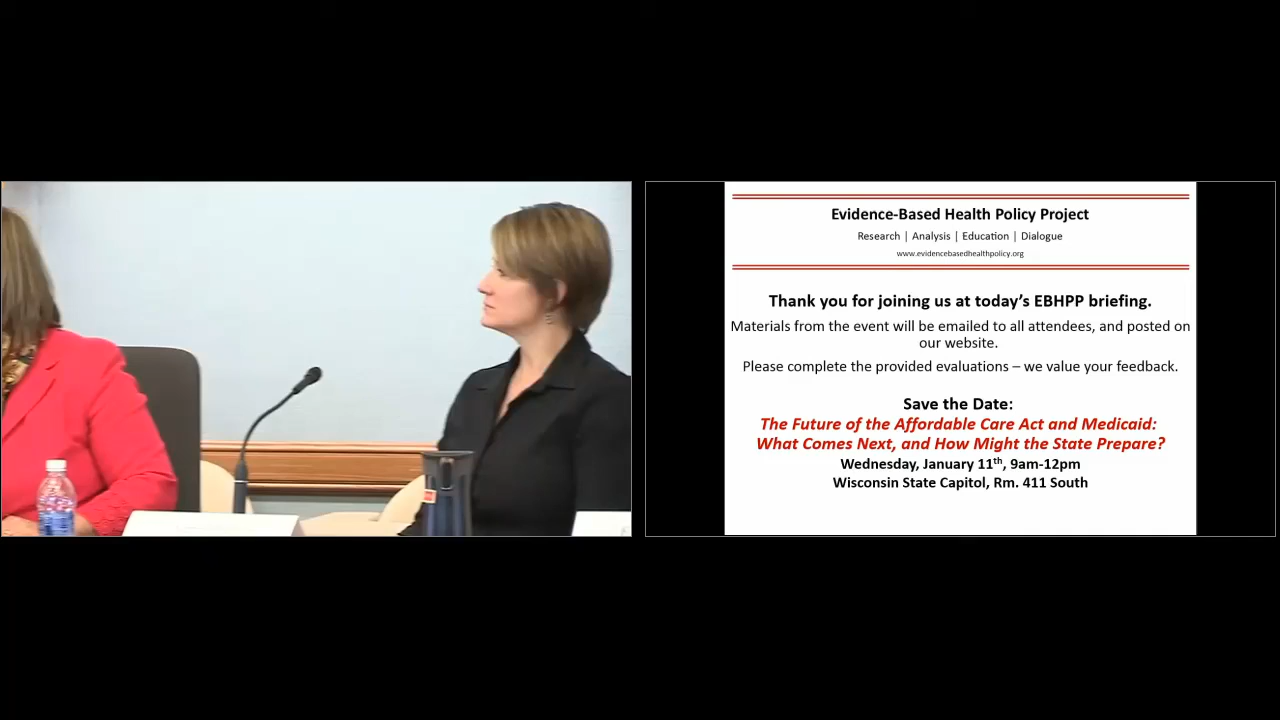 Evidence-Based Health Policy Project
Research | Analysis | Education | Dialogue
www.evidencebasedhealthpolicy.org
Thank you for joining us at today’s EBHPP briefing.
Materials from the event will be emailed to all attendees, and posted on
our website.
Please complete the provided evaluations – we value your feedback.
Save the Date:
The Future of the Affordable Care Act and Medicaid:
What Comes Next, and How Might the State Prepare?
Wednesday, January 11th, 9am-12pm
Wisconsin State Capitol, Rm. 411 South